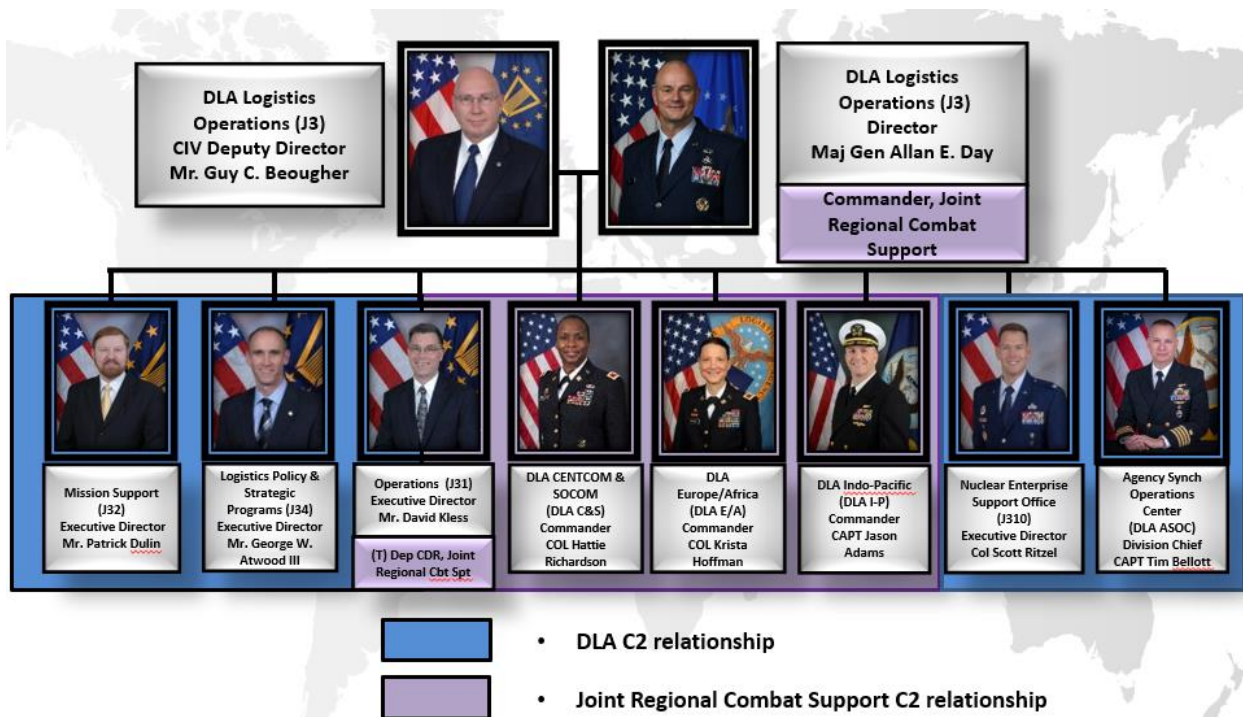 DLA Logistics
Operations (J3)
CIV Deputy Director
Mr. Guy C. Beougher
DLA Logistics
Operations (J3)
Director
Maj Gen Allan E. Day
Commander, Joint
Regional Combat
Support
Mission Support
(J32)
Executive Director
Mr. Patrick Dulin
Logistics Policy &
Strategic
Programs (J34)
Executive Director
Mr. George W.
Atwood III
Operations (J31)
Executive Director
Mr. David Kless
(T) Dep CDR, Joint
Regional Cbt Spt
DLA CENTCOM &
SOCOM
(DLA C&S)
Commander
COL Hattie
Richardson
DLA
Europe/Africa
(DLA E/A)
Commander
COL Krista
Hoffman
DLA Indo-Pacific
(DLA I-P)
Commander
CAPT Jason
Adams
Nuclear Enterprise
Support Office
(J310)
Executive Director
Col Scott Ritzel
Agency Synch
Operations
Center
(DLA ASOC)
Division Chief
CAPT Tim Bellott
• DLA C2 relationship
• Joint Regional Combat Support C2 relationship